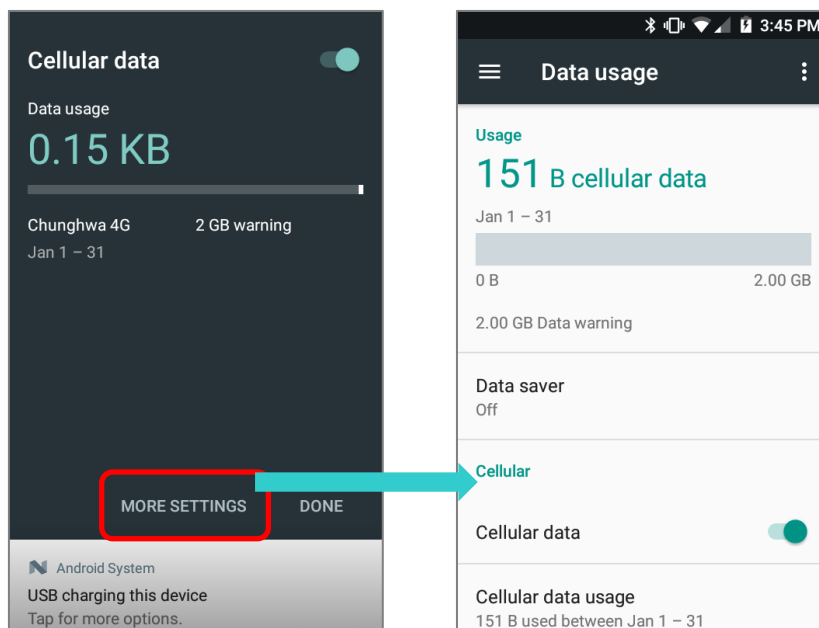 Cellular data
Data usage
0.15 KB
Chunghwa 4G 2 GB warning
Jan 1 – 31
MORE SETTINGS DONE
Android System
USB charging this device
Tap for more options.
3:45 PM
Data usage
Usage
151 B cellular data
Jan 1 – 31
0 B 2.00 GB
2.00 GB Data warning
Data saver
Off
Cellular
Cellular data
Cellular data usage
151 B used between Jan 1 – 31